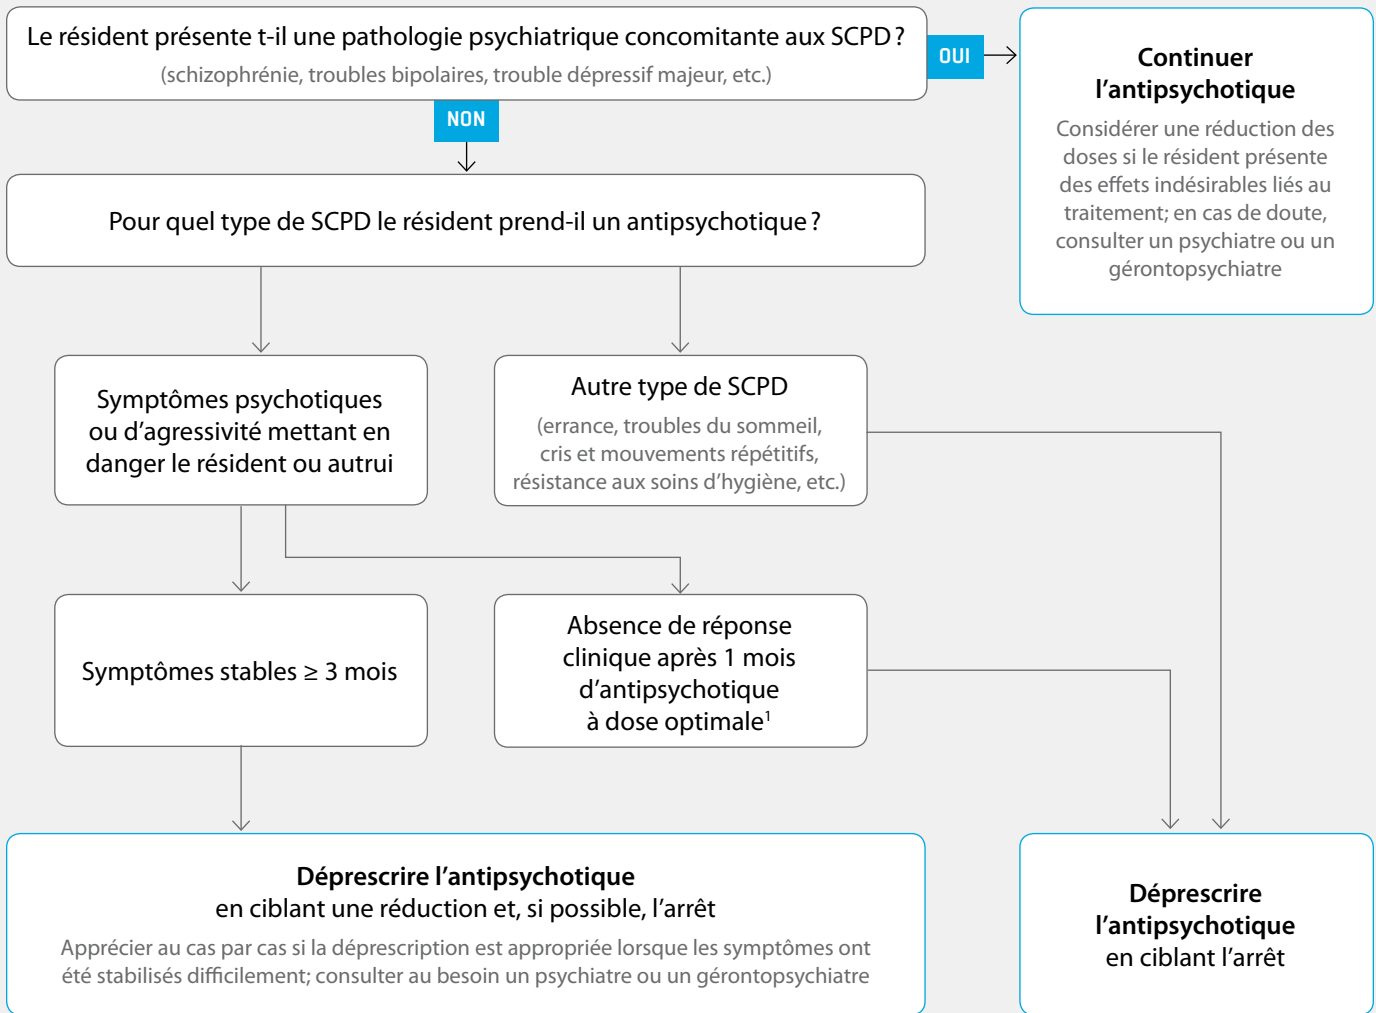 Le résident présente t-il une pathologie psychiatrique concomitante aux SCPD ?
(schizophrénie, troubles bipolaires, trouble dépressif majeur, etc.)
OUI
Continuer
l’antipsychotique
Considérer une réduction des
doses si le résident présente
des effets indésirables liés au
traitement; en cas de doute,
consulter un psychiatre ou un
gérontopsychiatre
NON
Pour quel type de SCPD le résident prend-il un antipsychotique ?
Symptômes psychotiques
ou d’agressivité mettant en
danger le résident ou autrui
Autre type de SCPD
(errance, troubles du sommeil,
cris et mouvements répétitifs,
résistance aux soins d’hygiène, etc.)
Symptômes stables ≥ 3 mois
Absence de réponse
clinique après 1 mois
d’antipsychotique
à dose optimale¹
Déprescrire l’antipsychotique
en ciblant une réduction et, si possible, l’arrêt
Apprécier au cas par cas si la déprescription est appropriée lorsque les symptômes ont
été stabilisés difficilement; consulter au besoin un psychiatre ou un gérontopsychiatre
Déprescrire
l’antipsychotique
en ciblant l’arrêt